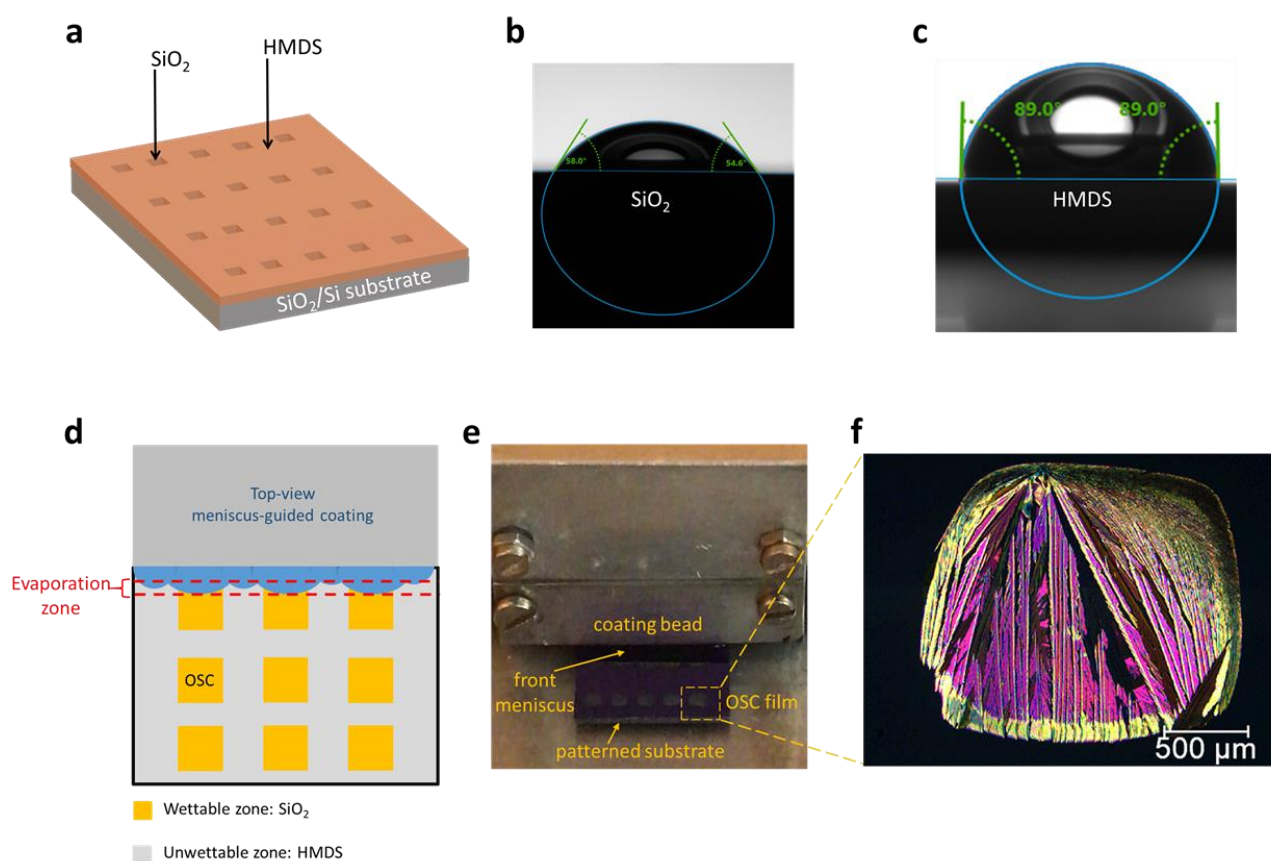 a
SiO₂
HMDS
SiO₂/Si substrate
b
58.0°
54.6°
SiO₂
c
89.0°
89.0°
HMDS
d
Top-view
meniscus-guided coating
Evaporation
zone
OSC
Wettable zone: SiO₂
Unwettable zone: HMDS
e
coating bead
front
meniscus
OSC film
patterned substrate
f
500 μm